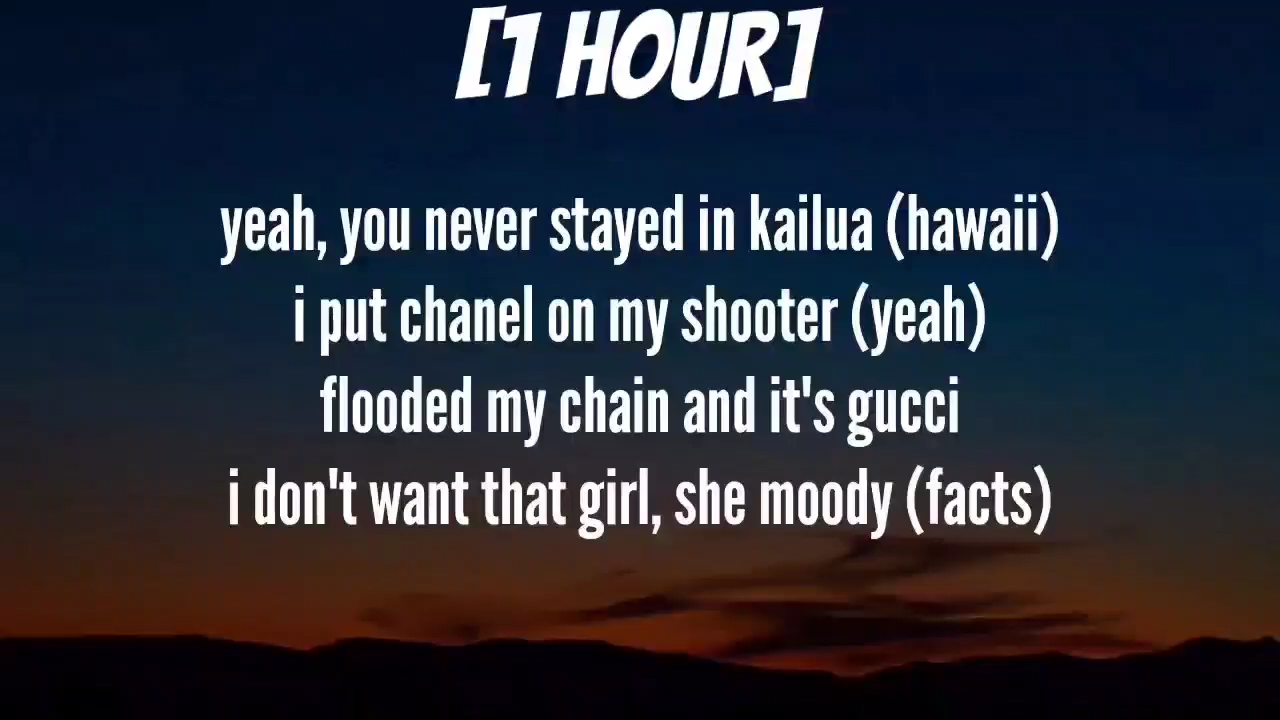 [1 HOUR]
yeah, you never stayed in kailua (hawaii)
i put chanel on my shooter (yeah)
flooded my chain and it's gucci
i don't want that girl, she moody (facts)